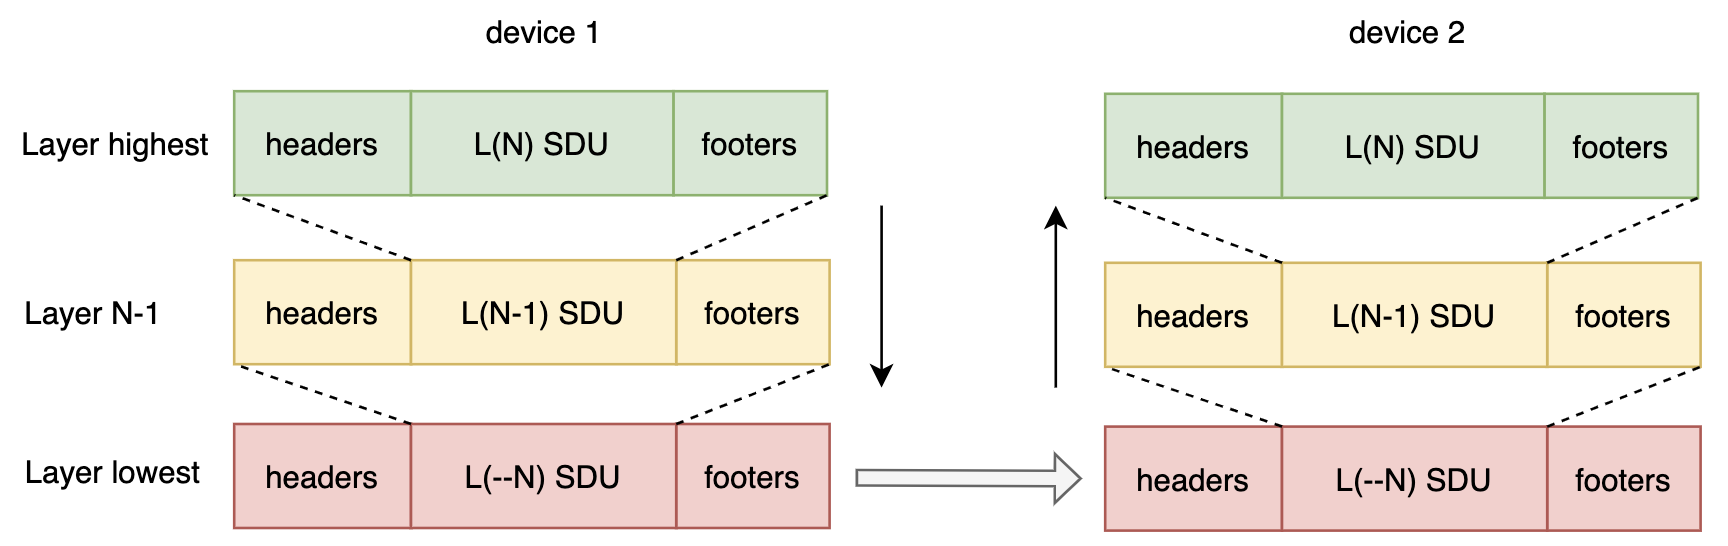 device 1
device 2
Layer highest
headers
L(N) SDU
footers
headers
L(N) SDU
footers
Layer N-1
headers
L(N-1) SDU
footers
headers
L(N-1) SDU
footers
Layer lowest
headers
L(--N) SDU
footers
headers
L(--N) SDU
footers